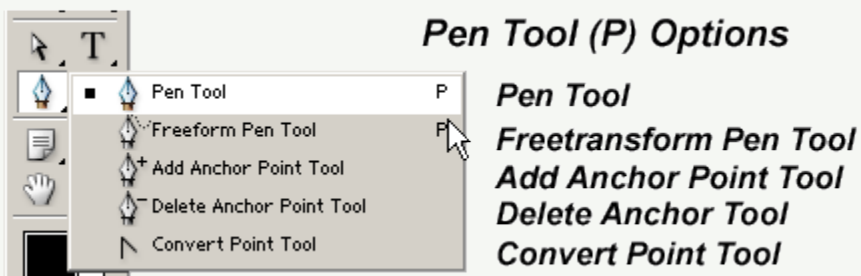 Pen Tool (P) Options
T
Pen Tool P
Freeform Pen Tool P
Add Anchor Point Tool
Delete Anchor Point Tool
Convert Point Tool
Pen Tool
Freetransform Pen Tool
Add Anchor Point Tool
Delete Anchor Tool
Convert Point Tool